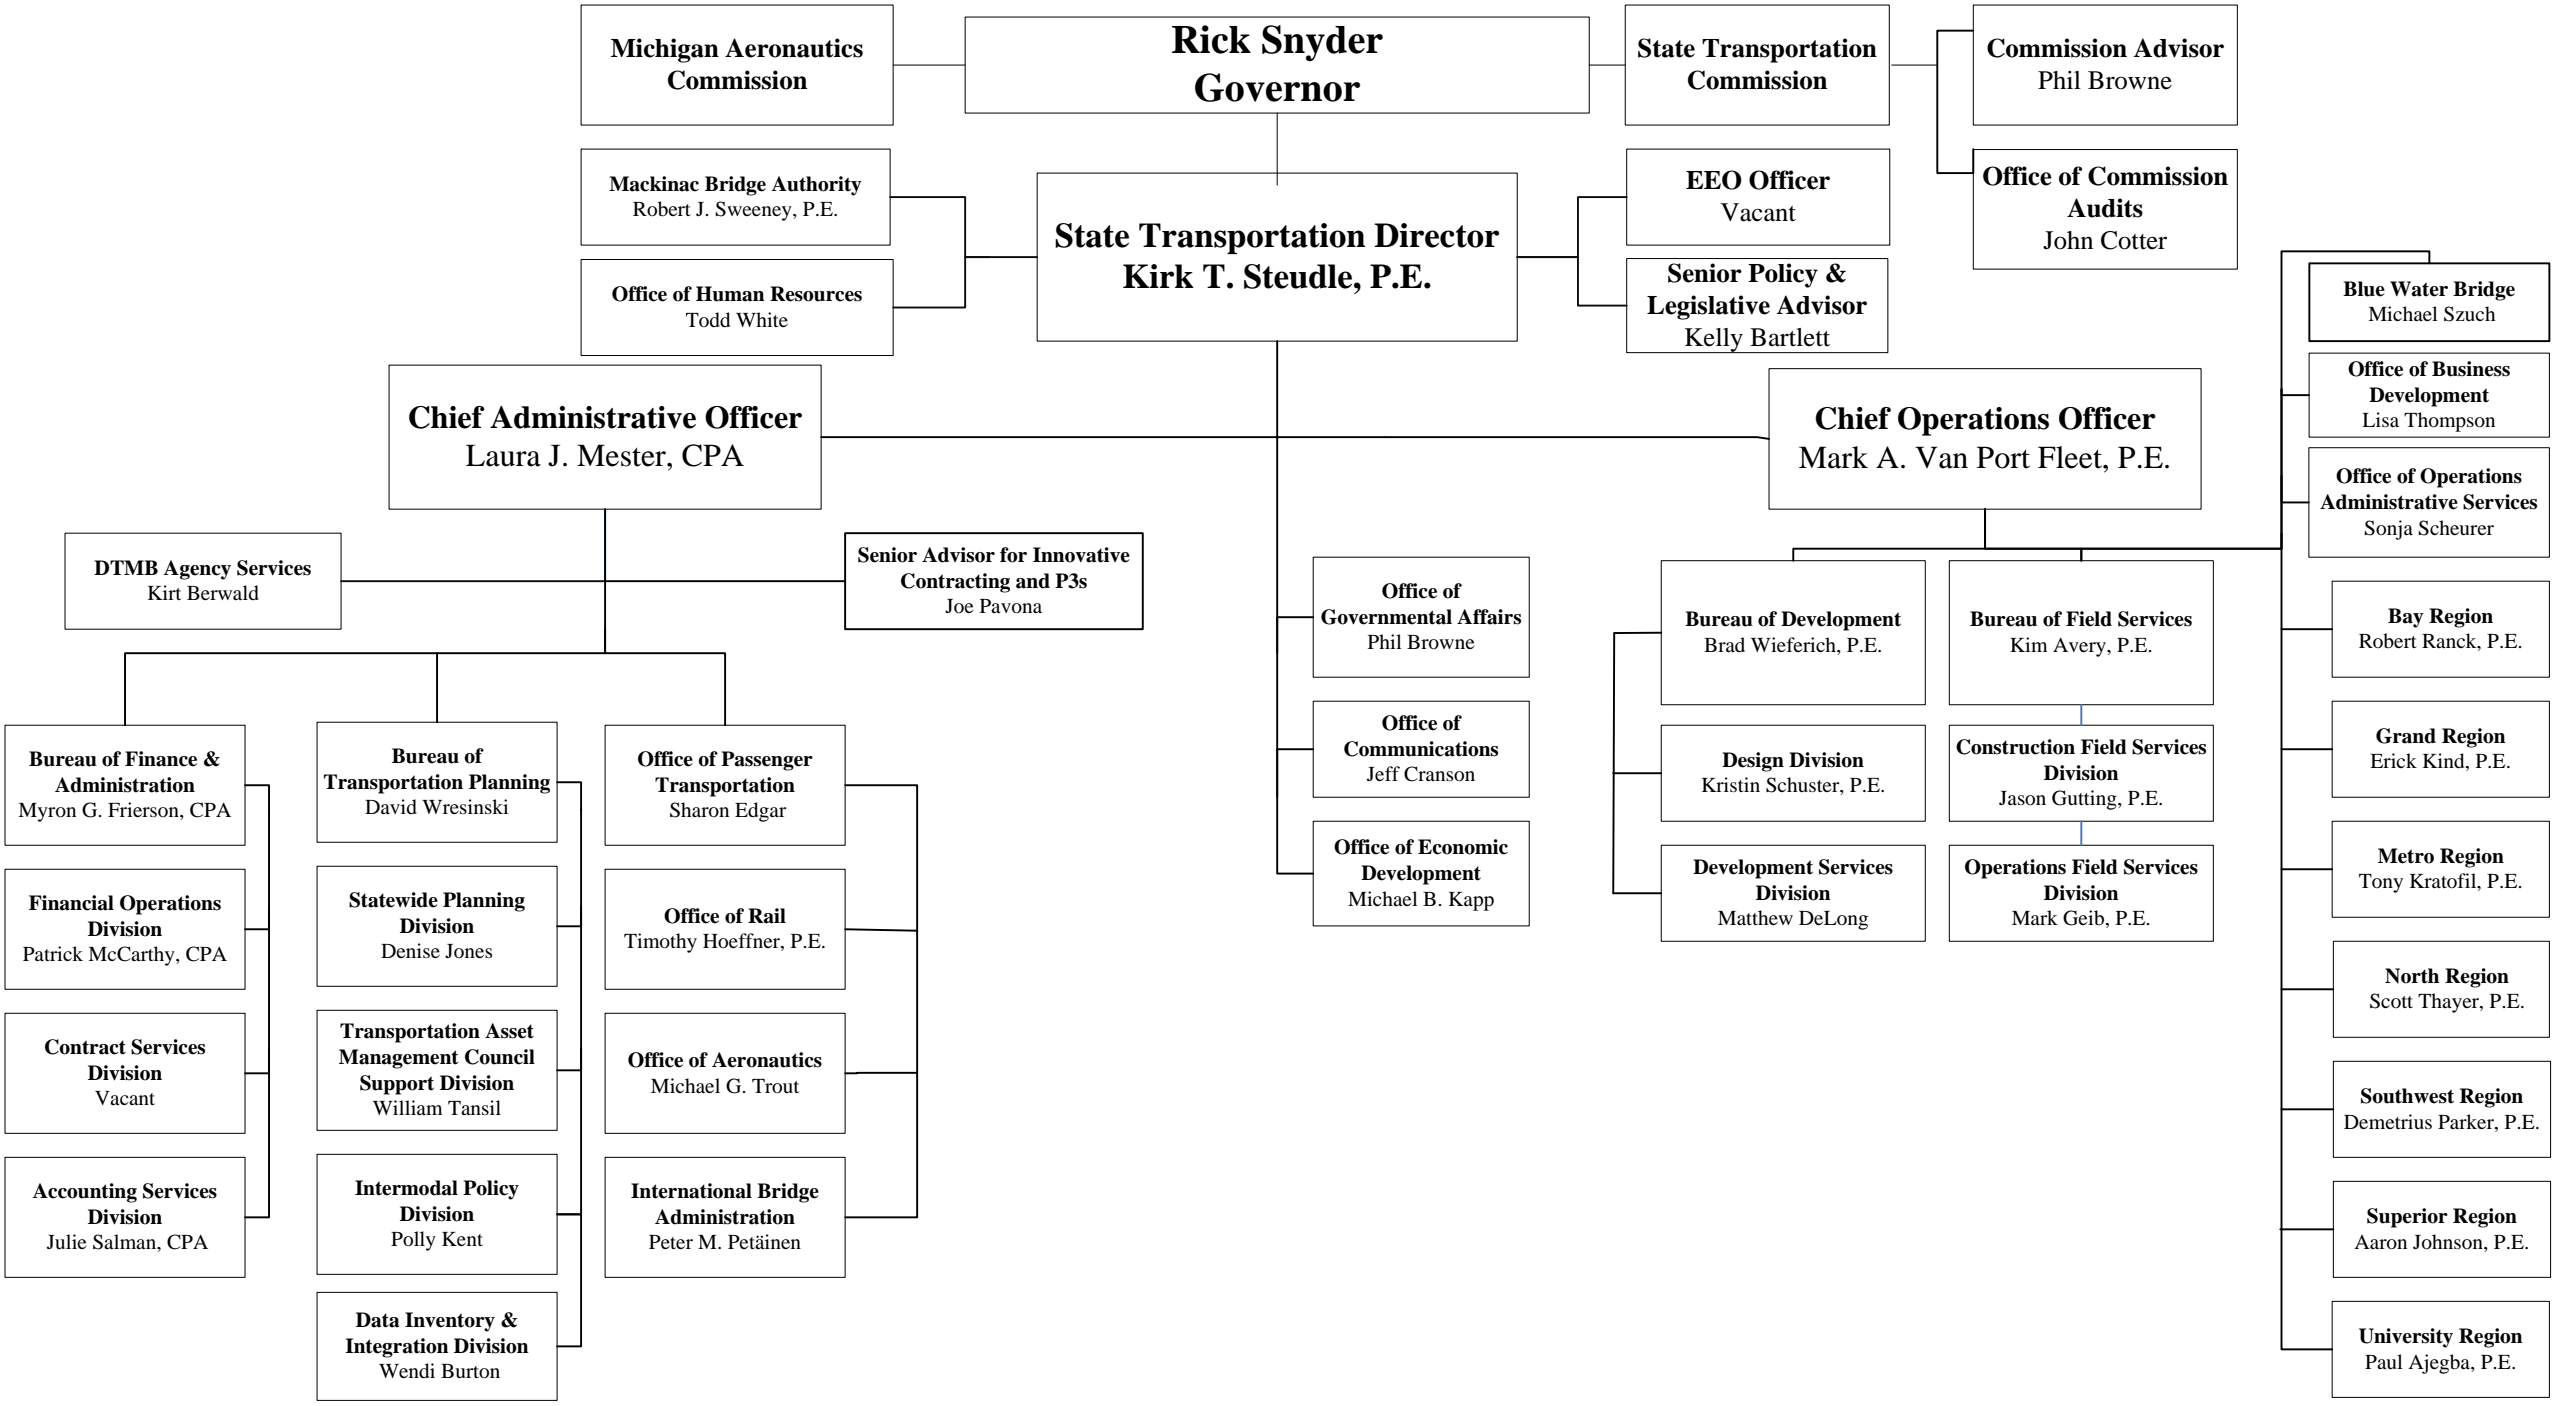 Michigan Aeronautics
Commission
Rick Snyder
Governor
State Transportation
Commission
Commission Advisor
Phil Browne
Mackinac Bridge Authority
Robert J. Sweeney, P.E.
Office of Human Resources
Todd White
State Transportation Director
Kirk T. Steudle, P.E.
EEO Officer
Vacant
Senior Policy &
Legislative Advisor
Kelly Bartlett
Office of Commission
Audits
John Cotter
Chief Administrative Officer
Laura J. Mester, CPA
Chief Operations Officer
Mark A. Van Port Fleet, P.E.
Blue Water Bridge
Michael Szuch
Office of Business
Development
Lisa Thompson
Office of Operations
Administrative Services
Sonja Scheurer
DTMB Agency Services
Kirt Berwald
Senior Advisor for Innovative
Contracting and P3s
Joe Pavona
Bureau of Finance &
Administration
Myron G. Frierson, CPA
Financial Operations
Division
Patrick McCarthy, CPA
Contract Services
Division
Vacant
Accounting Services
Division
Julie Salman, CPA
Bureau of
Transportation Planning
David Wresinski
Statewide Planning
Division
Denise Jones
Transportation Asset
Management Council
Support Division
William Tansil
Intermodal Policy
Division
Polly Kent
Data Inventory &
Integration Division
Wendi Burton
Office of Passenger
Transportation
Sharon Edgar
Office of Rail
Timothy Hoeffner, P.E.
Office of Aeronautics
Michael G. Trout
International Bridge
Administration
Peter M. Petäinen
Office of
Governmental Affairs
Phil Browne
Office of
Communications
Jeff Cranson
Office of Economic
Development
Michael B. Kapp
Bureau of Development
Brad Wieferich, P.E.
Design Division
Kristin Schuster, P.E.
Development Services
Division
Matthew DeLong
Bureau of Field Services
Kim Avery, P.E.
Construction Field Services
Division
Jason Gutting, P.E.
Operations Field Services
Division
Mark Geib, P.E.
Bay Region
Robert Ranck, P.E.
Grand Region
Erick Kind, P.E.
Metro Region
Tony Kratofil, P.E.
North Region
Scott Thayer, P.E.
Southwest Region
Demetrius Parker, P.E.
Superior Region
Aaron Johnson, P.E.
University Region
Paul Ajegba, P.E.